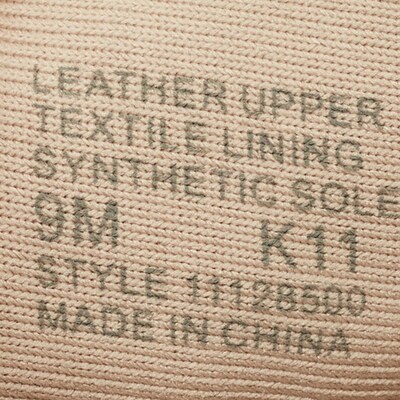 LEATHER UPPER
TEXTILE LINING
SYNTHETIC SOLE
9M K11
STYLE 11128500
MADE IN CHINA